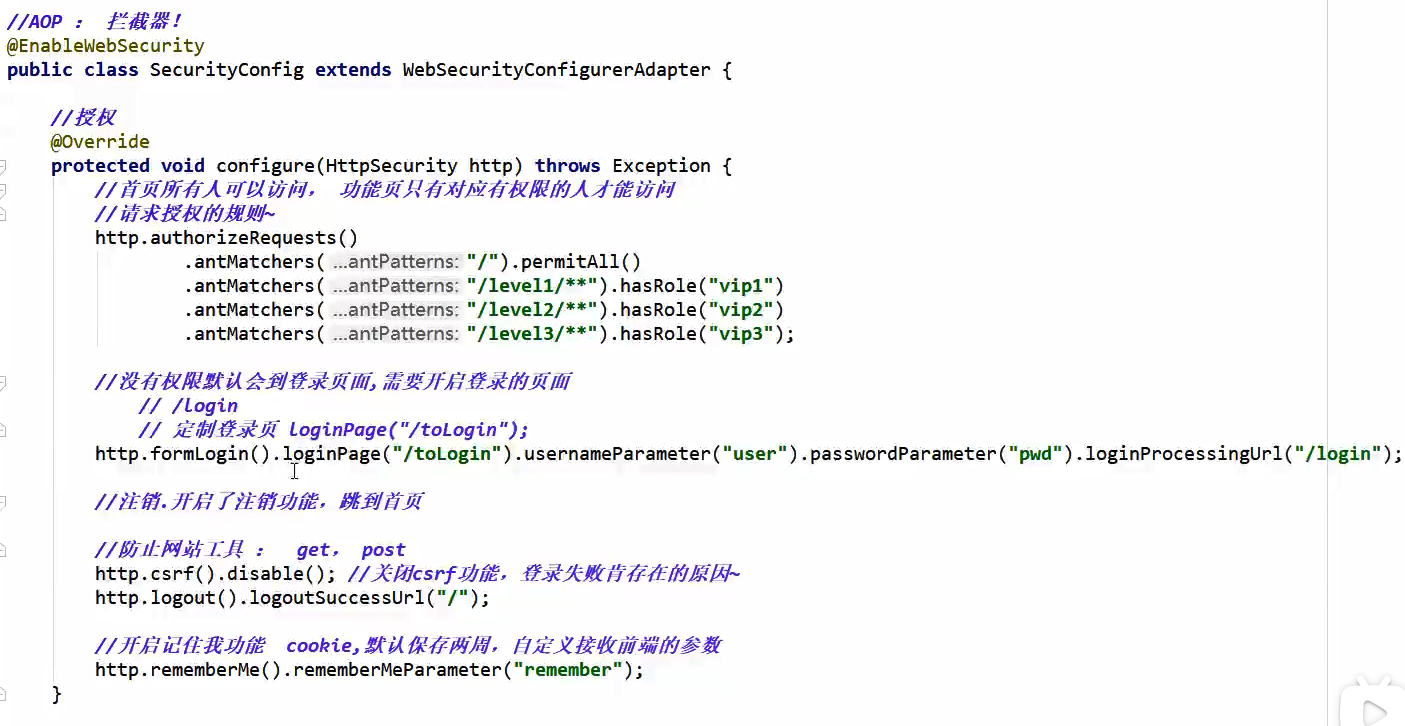 //AOP ： 拦截器！
@EnableWebSecurity
public class SecurityConfig extends WebSecurityConfigurerAdapter {
//授权
@Override
protected void configure(HttpSecurity http) throws Exception {
//首页所有人可以访问， 功能页只有对应有权限的人才能访问
//请求授权的规则~
http.authorizeRequests()
.antMatchers( ...antPatterns: "/").permitAll()
.antMatchers( ...antPatterns: "/level1/**").hasRole("vip1")
.antMatchers( ...antPatterns: "/level2/**").hasRole("vip2")
.antMatchers( ...antPatterns: "/level3/**").hasRole("vip3");
//没有权限默认会到登录页面,需要开启登录的页面
// /login
// 定制登录页 loginPage("/toLogin");
http.formLogin().loginPage("/toLogin").usernameParameter("user").passwordParameter("pwd").loginProcessingUrl("/login");
//注销.开启了注销功能，跳到首页
//防止网站工具 ： get， post
http.csrf().disable(); //关闭csrf功能，登录失败肯存在的原因~
http.logout().logoutSuccessUrl("/");
//开启记住我功能 cookie,默认保存两周，自定义接收前端的参数
http.rememberMe().rememberMeParameter("remember");
}